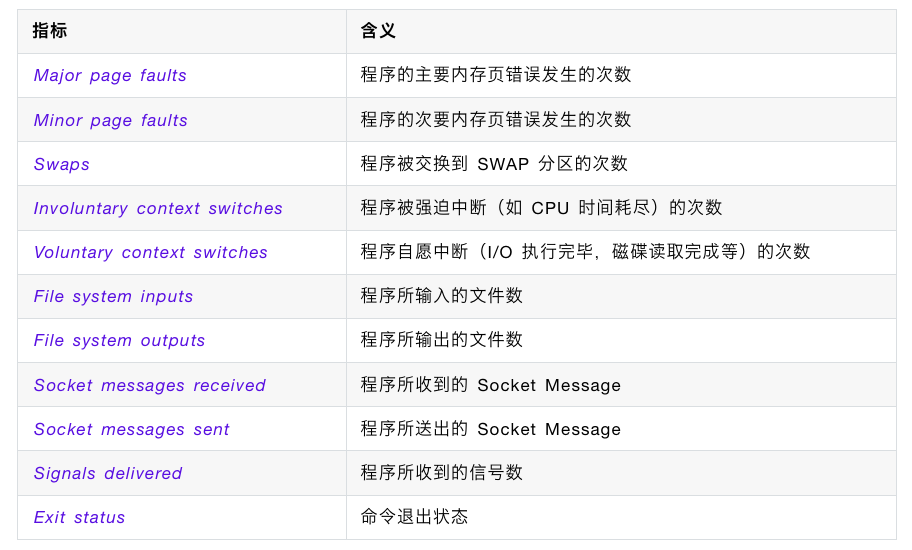 指标 含义
Major page faults 程序的主要内存页错误发生的次数
Minor page faults 程序的次要内存页错误发生的次数
Swaps 程序被交换到 SWAP 分区的次数
Involuntary context switches 程序被强迫中断（如 CPU 时间耗尽）的次数
Voluntary context switches 程序自愿中断（I/O 执行完毕，磁碟读取完成等）的次数
File system inputs 程序所输入的文件数
File system outputs 程序所输出的文件数
Socket messages received 程序所收到的 Socket Message
Socket messages sent 程序所送出的 Socket Message
Signals delivered 程序所收到的信号数
Exit status 命令退出状态